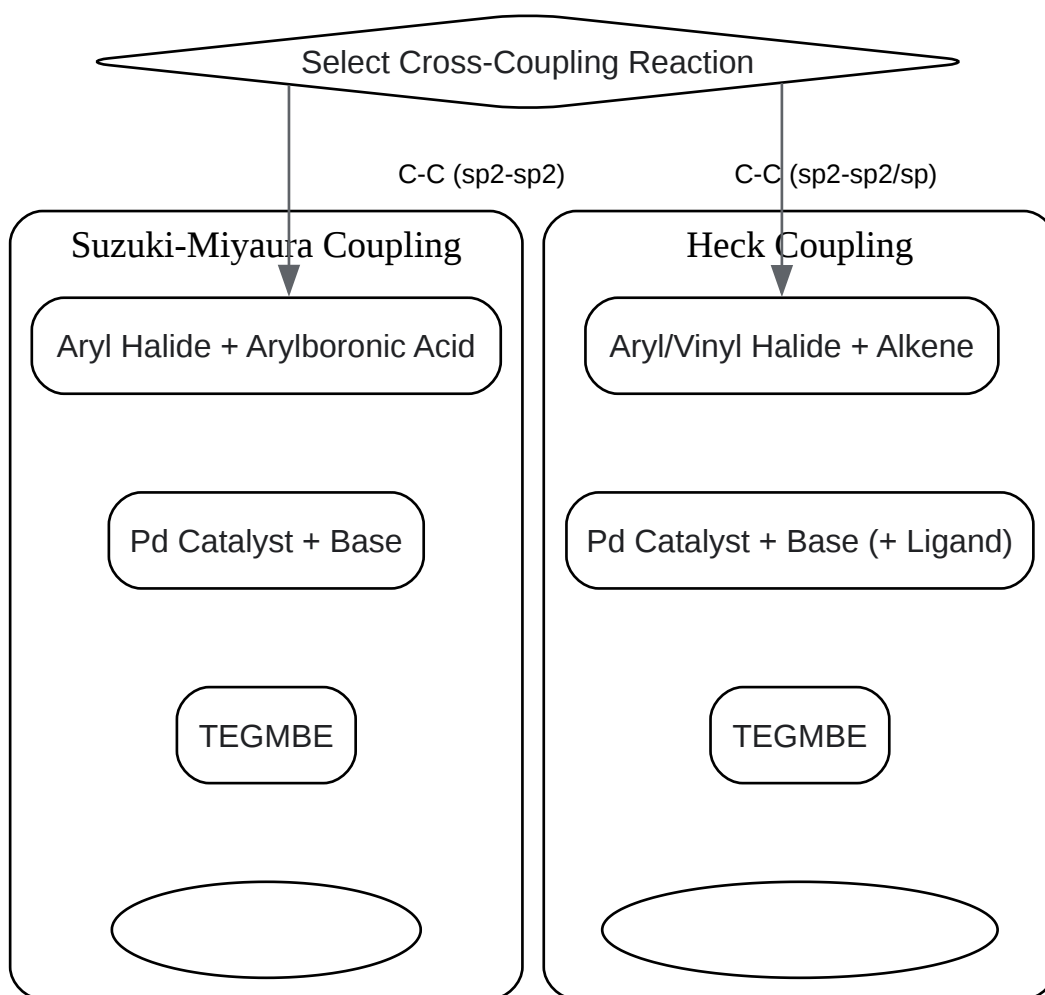 Select Cross-Coupling Reaction
C-C (sp2-sp2)
C-C (sp2-sp2/sp)
Suzuki-Miyaura Coupling
Heck Coupling
Aryl Halide + Arylboronic Acid
Aryl/Vinyl Halide + Alkene
Pd Catalyst + Base
Pd Catalyst + Base (+ Ligand)
TEGMBE
TEGMBE